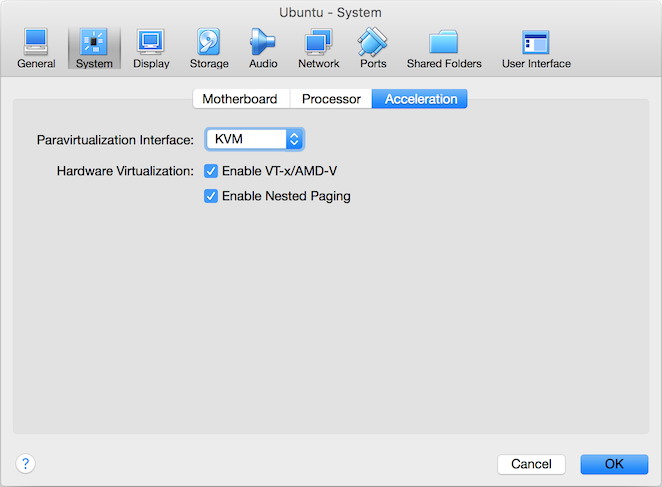 Ubuntu - System
General System Display Storage Audio Network Ports Shared Folders User Interface
Motherboard Processor Acceleration
Paravirtualization Interface: KVM
Hardware Virtualization: Enable VT-x/AMD-V
Enable Nested Paging
? Cancel OK